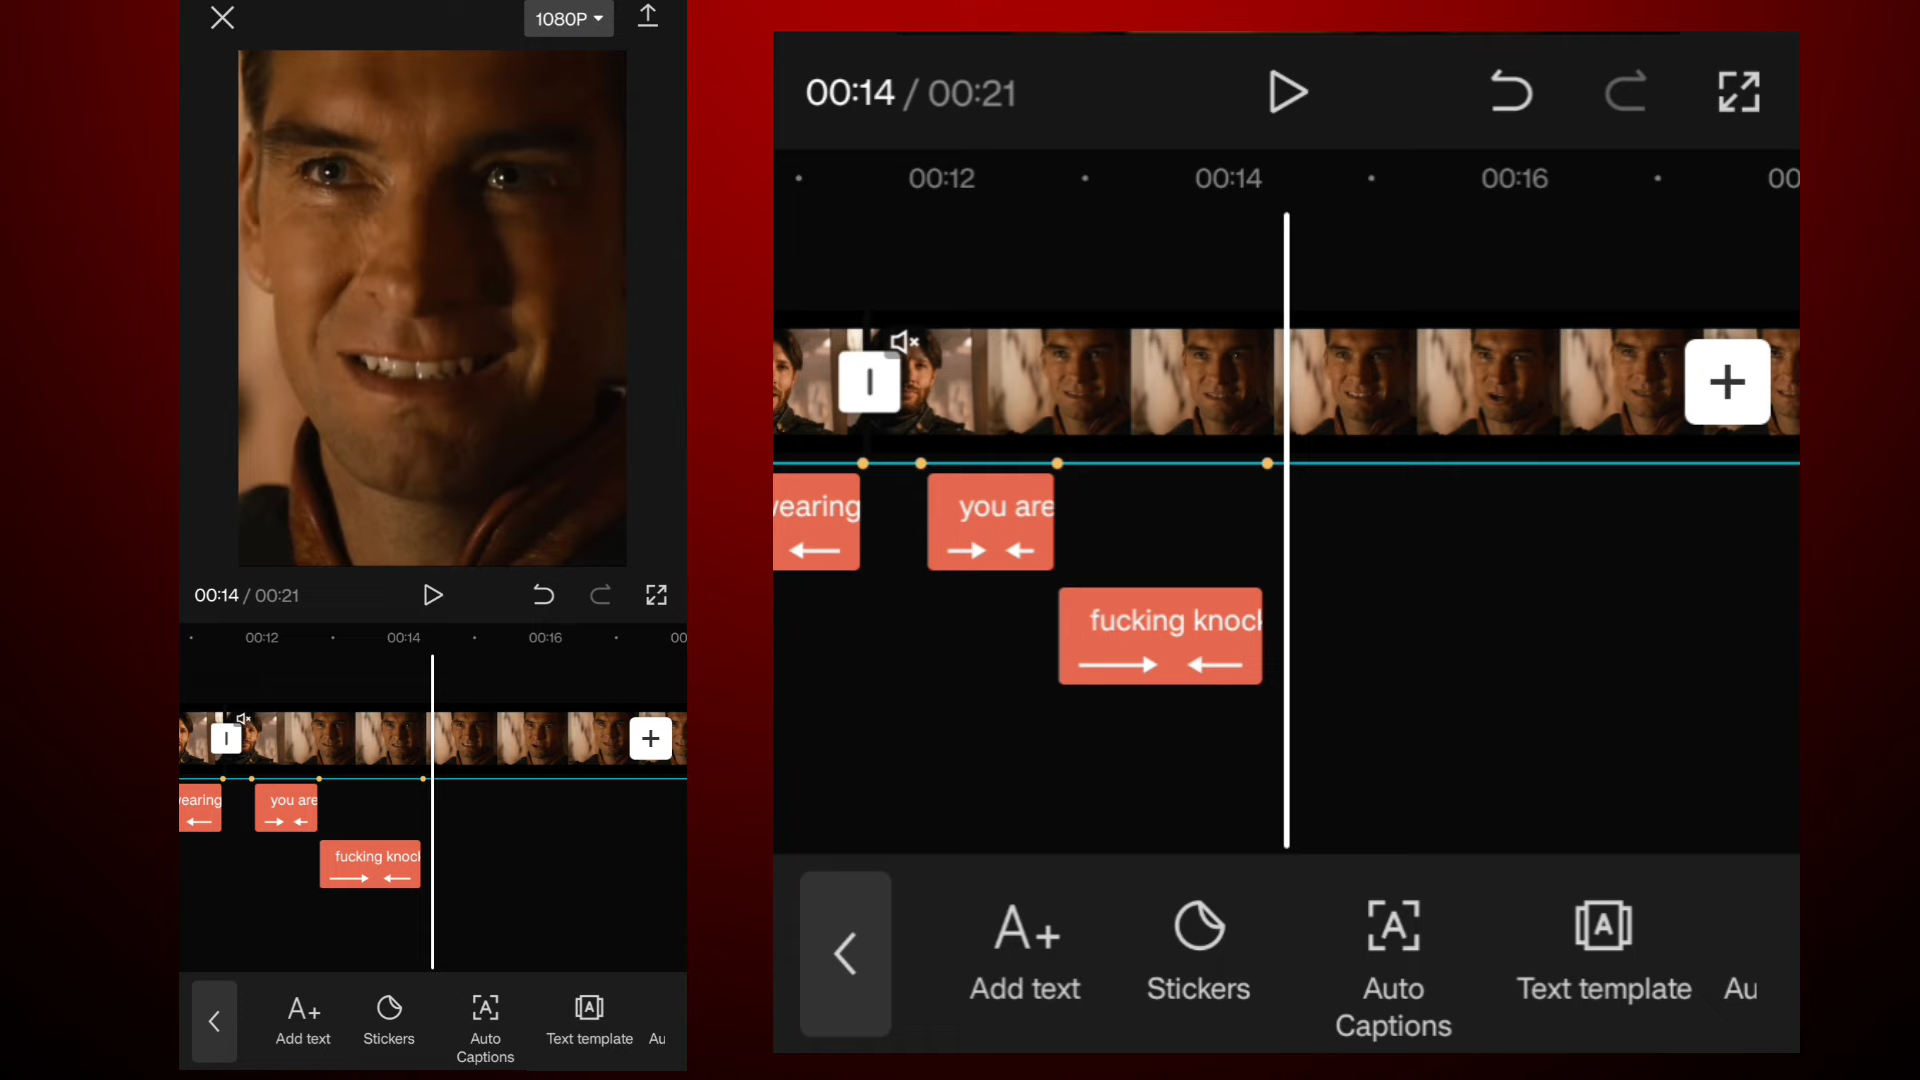 1080P
00:14 / 00:21
00:12
00:14
00:16
00
earing
you are
fucking knock
Add text
Stickers
Auto
Captions
Text template
Au
00:14 / 00:21
00:12
00:14
00:16
00
earing
you are
fucking knock
Add text
Stickers
Auto
Captions
Text template
Au